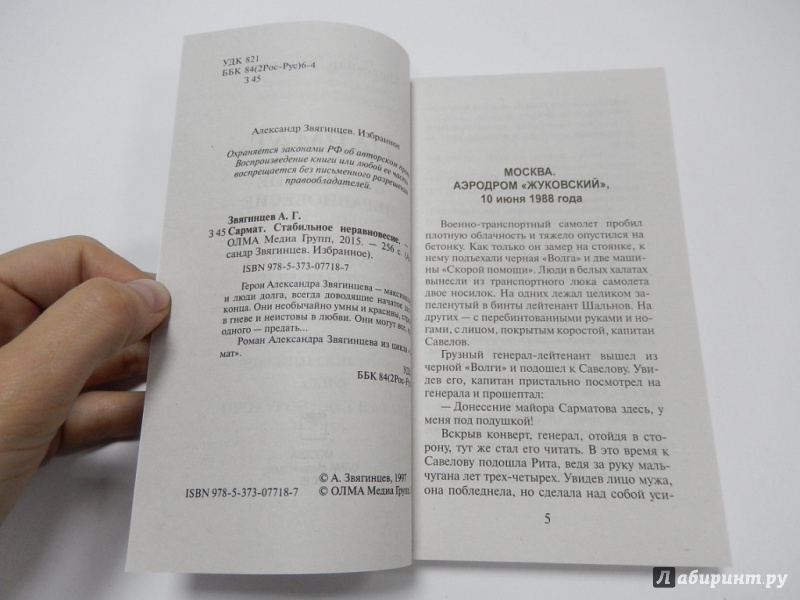 УДК 821
ББК 84(2Рос-Рус)6-4
З 45
Александр Звягинцев. Избранное
Охраняется законами РФ об авторском
Воспроизведение книги или любой ее части
воспрещается без письменного разрешения
правообладателей.
Звягинцев А. Г.
З 45 Сармат. Стабильное неравновесие. —
ОЛМА Медиа Групп, 2015. — 256 с.
сандр Звягинцев. Избранное).
ISBN 978-5-373-07718-7
Герои Александра Звягинцева —
и люди долга, всегда доводящие начатое
конца. Они необычайно умны и красивы,
в гневе и неистовы в любви. Они могут все,
одного — предать...
Роман Александра Звягинцева из цикла
мат».
УДК
ББК 84(2Рос-Рус
© А. Звягинцев, 1997
ISBN 978-5-373-07718-7 © ОЛМА Медиа Групп,
МОСКВА.
АЭРОДРОМ «ЖУКОВСКИЙ»,
10 июня 1988 года
Военно-транспортный самолет пробил
плотную облачность и тяжело опустился на
бетонку. Как только он замер на стоянке, к
нему подъехали черная «Волга» и две маши-
ны «Скорой помощи». Люди в белых халатах
вынесли из транспортного люка самолета
двое носилок. На одних лежал целиком за-
пеленутый в бинты лейтенант Шальнов. На
других — с перебинтованными руками и но-
гами, с лицом, покрытым коростой, капитан
Савелов.
Грузный генерал-лейтенант вышел из
черной «Волги» и подошел к Савелову. Уви-
дев его, капитан пристально посмотрел на
генерала и прошептал:
— Донесение майора Сарматова здесь, у
меня под подушкой!
Вскрыв конверт, генерал, отойдя в сто-
рону, тут же стал его читать. В это время к
Савелову подошла Рита, ведя за руку маль-
чугана лет трех-четырех. Увидев лицо мужа,
она побледнела, но сделала над собой уси-
5
Лабиринт.ру